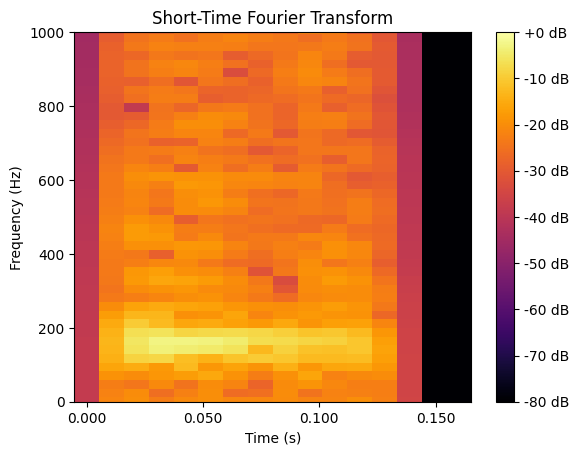 Short-Time Fourier Transform
1000
800
600
400
200
0
Frequency (Hz)
0.000
0.050
0.100
0.150
Time (s)
+0 dB
-10 dB
-20 dB
-30 dB
-40 dB
-50 dB
-60 dB
-70 dB
-80 dB